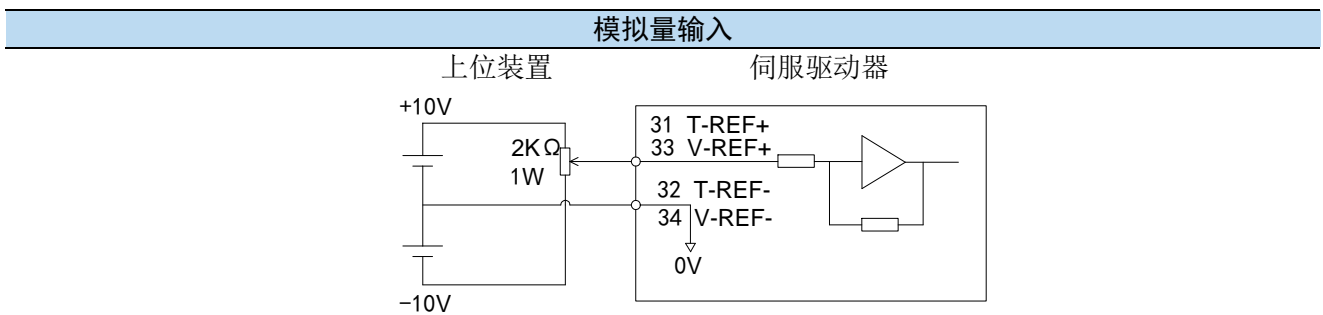 模拟量输入
上位装置 伺服驱动器
+10V
31 T-REF+
2KΩ 33 V-REF+
1W
32 T-REF-
34 V-REF-
0V
-10V